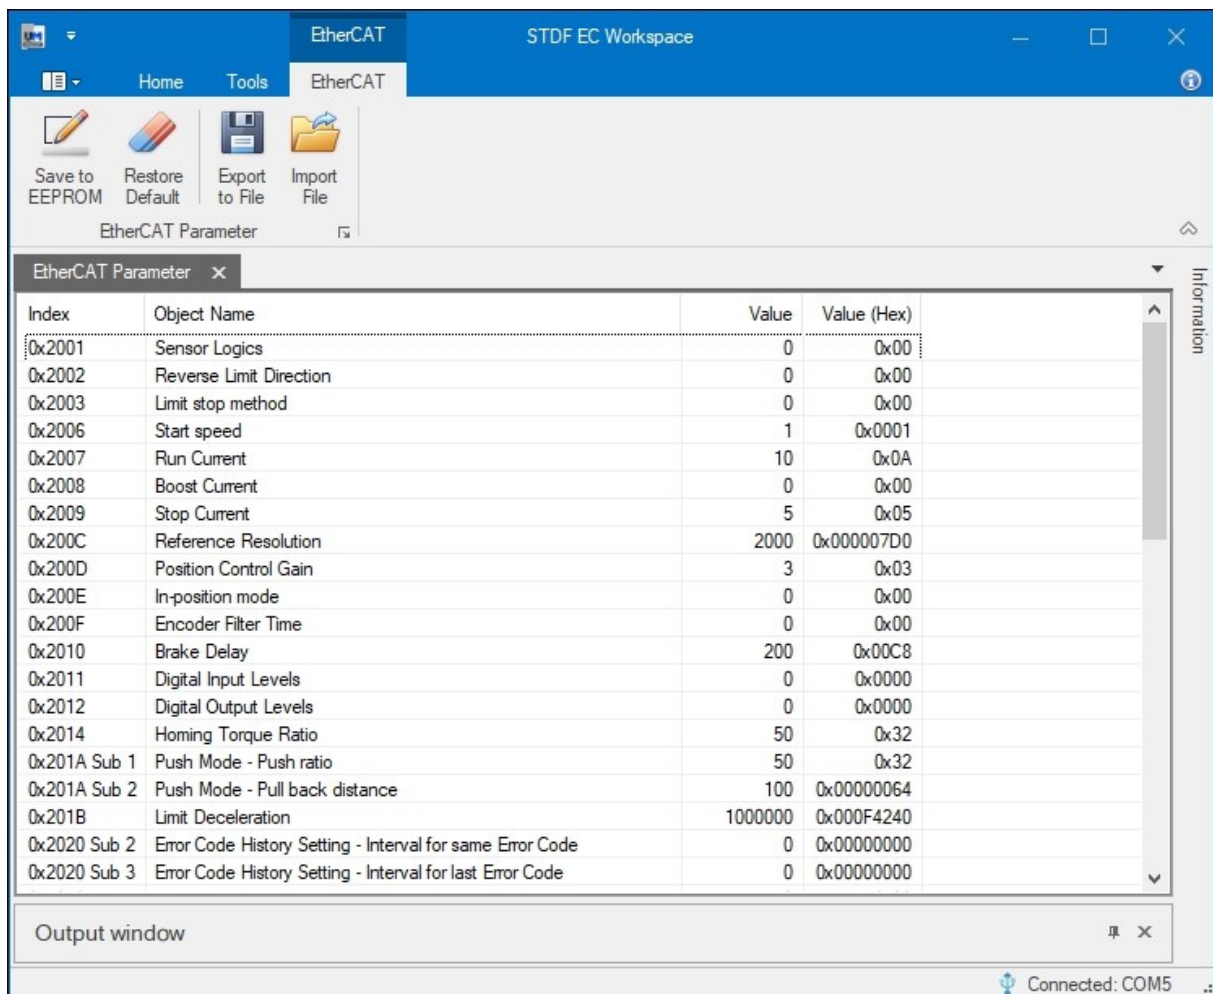 EtherCAT STDF EC Workspace
Home Tools EtherCAT
Save to EEPROM
Restore Default
Export to File
Import File
EtherCAT Parameter
EtherCAT Parameter
Information
Index Object Name Value Value (Hex)
0x2001 Sensor Logics 0 0x00
0x2002 Reverse Limit Direction 0 0x00
0x2003 Limit stop method 0 0x00
0x2006 Start speed 1 0x0001
0x2007 Run Current 10 0x0A
0x2008 Boost Current 0 0x00
0x2009 Stop Current 5 0x05
0x200C Reference Resolution 2000 0x000007D0
0x200D Position Control Gain 3 0x03
0x200E In-position mode 0 0x00
0x200F Encoder Filter Time 0 0x00
0x2010 Brake Delay 200 0x00C8
0x2011 Digital Input Levels 0 0x0000
0x2012 Digital Output Levels 0 0x0000
0x2014 Homing Torque Ratio 50 0x32
0x201A Sub 1 Push Mode - Push ratio 50 0x32
0x201A Sub 2 Push Mode - Pull back distance 100 0x00000064
0x201B Limit Deceleration 1000000 0x000F4240
0x2020 Sub 2 Error Code History Setting - Interval for same Error Code 0 0x00000000
0x2020 Sub 3 Error Code History Setting - Interval for last Error Code 0 0x00000000
Output window
Connected: COM5